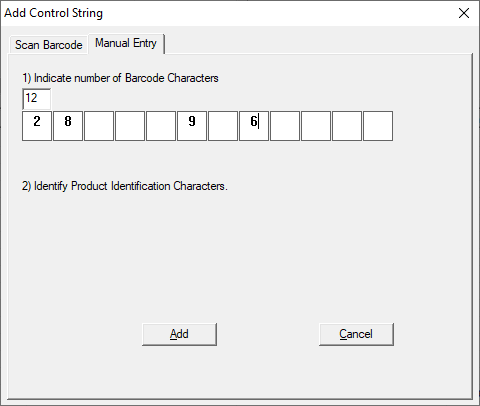 Add Control String
Scan Barcode Manual Entry
1) Indicate number of Barcode Characters
12
2 8 9 6
2) Identify Product Identification Characters.
Add Cancel